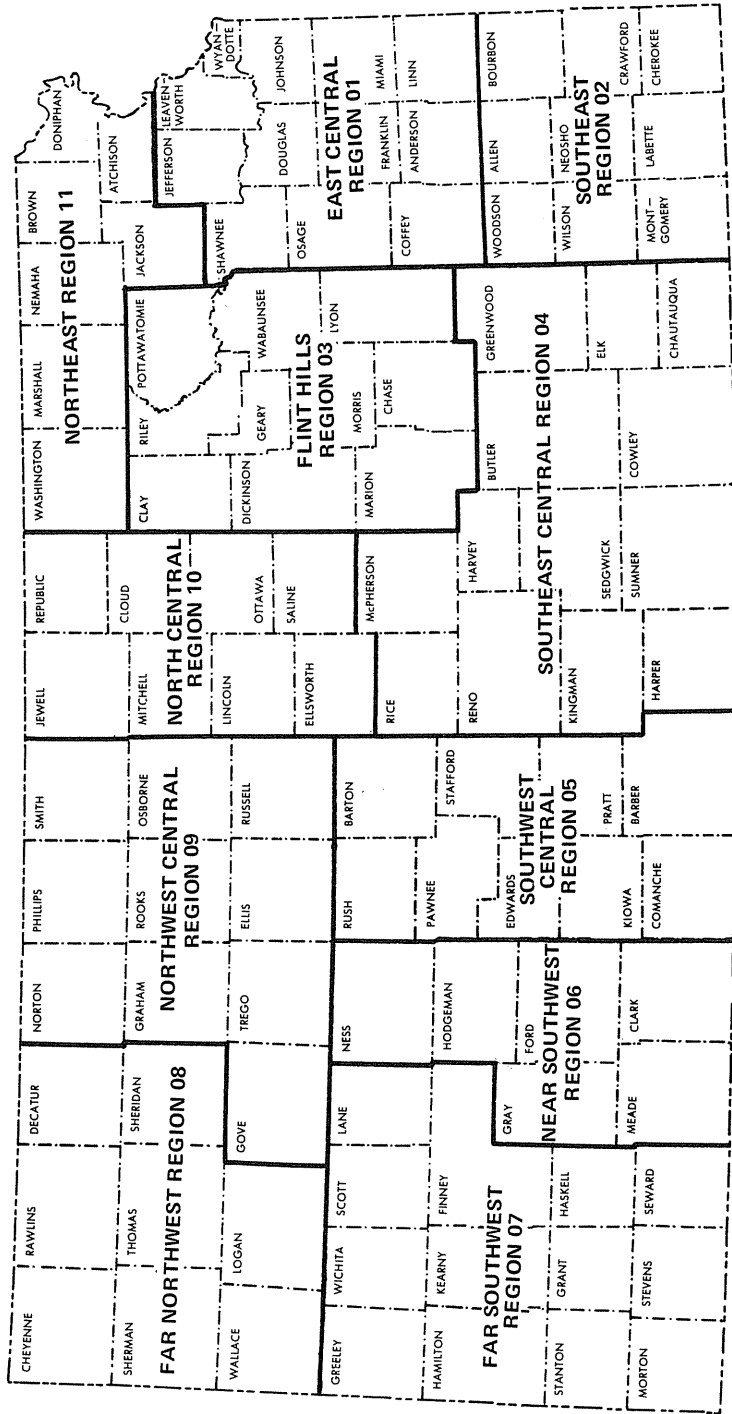 CHEYENNE
RAWLINS
DECATUR
NORTON
PHILLIPS
SMITH
JEWELL
REPUBLIC
WASHINGTON
MARSHALL
NEMAHA
BROWN
DONIPHAN
NORTHEAST REGION 11
ATCHISON
JACKSON
SHERMAN
THOMAS
SHERIDAN
GRAHAM
ROOKS
OSBORNE
MITCHELL
CLOUD
CLAY
RILEY
POTTAWATOMIE
JEFFERSON
LEAVEN-
WORTH
WYAN-
DOTTE
FAR NORTHWEST REGION 08
NORTHWEST CENTRAL
REGION 09
NORTH CENTRAL
REGION 10
WALLACE
LOGAN
GOVE
TREGO
ELLIS
RUSSELL
LINCOLN
OTTAWA
SALINE
ELLSWORTH
DICKINSON
GEARY
WABAUNSEE
SHAWNEE
DOUGLAS
JOHNSON
OSAGE
FLINT HILLS
REGION 03
MORRIS
LYON
EAST CENTRAL
REGION 01
FRANKLIN
MIAMI
GREELEY
WICHITA
SCOTT
LANE
NESS
RUSH
BARTON
RICE
McPHERSON
MARION
CHASE
COFFEY
ANDERSON
LINN
HAMILTON
KEARNY
FINNEY
HODGEMAN
PAWNEE
STAFFORD
RENO
HARVEY
BUTLER
GREENWOOD
WOODSON
ALLEN
BOURBON
FAR SOUTHWEST
REGION 07
GRAY
FORD
EDWARDS
SOUTHWEST
CENTRAL
REGION 05
PRATT
SOUTHEAST CENTRAL REGION 04
SEDGWICK
KINGMAN
ELK
WILSON
NEOSHO
CRAWFORD
SOUTHEAST
REGION 02
STANTON
GRANT
HASKELL
NEAR SOUTHWEST
REGION 06
KIOWA
MORTON
STEVENS
SEWARD
MEADE
CLARK
COMANCHE
BARBER
HARPER
SUMNER
COWLEY
CHAUTAUQUA
MONT-
GOMERY
LABETTE
CHEROKEE